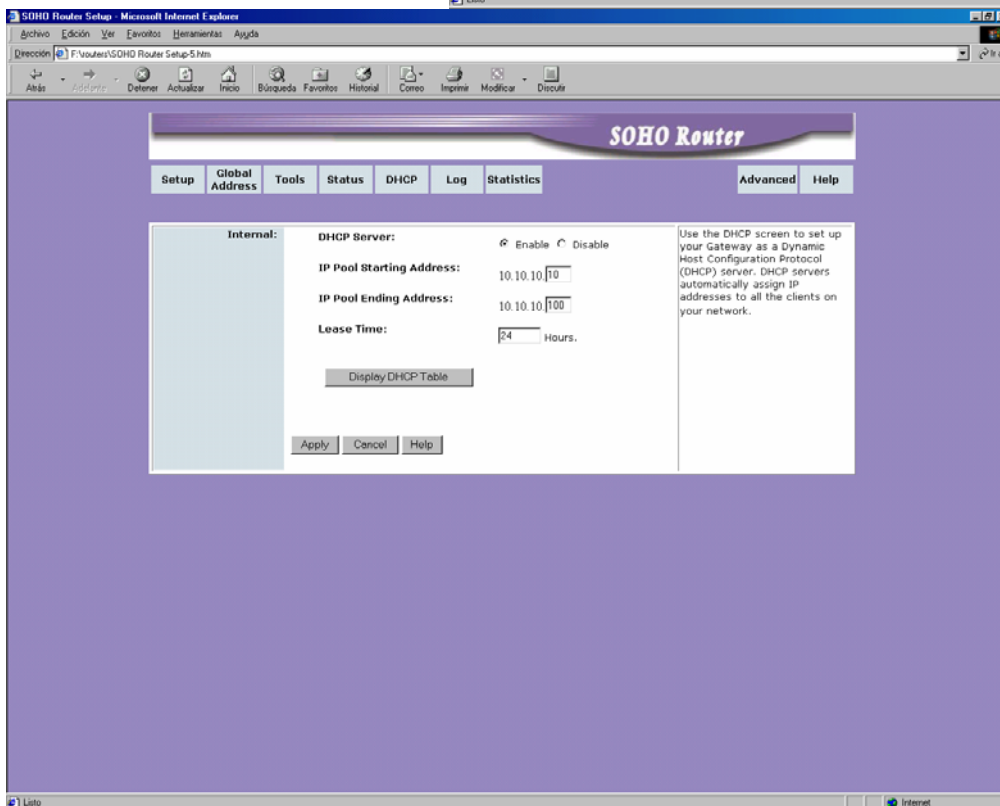 Listo
SOHO Router Setup - Microsoft Internet Explorer
Archivo Edición Ver Favoritos Herramientas Ayuda
Dirección F:\routers\SOHO Router Setup-5.htm
Atrás Adelante Detener Actualizar Inicio Búsqueda Favoritos Historial Correo Imprimir Modificar Discutir
SOHO Router
Setup Global Address Tools Status DHCP Log Statistics Advanced Help
Internal:
DHCP Server: Enable Disable
IP Pool Starting Address: 10.10.10.10
IP Pool Ending Address: 10.10.10.100
Lease Time: 24 Hours.
Display DHCP Table
Apply Cancel Help
Use the DHCP screen to set up
your Gateway as a Dynamic
Host Configuration Protocol
(DHCP) server. DHCP servers
automatically assign IP
addresses to all the clients on
your network.
Listo Internet